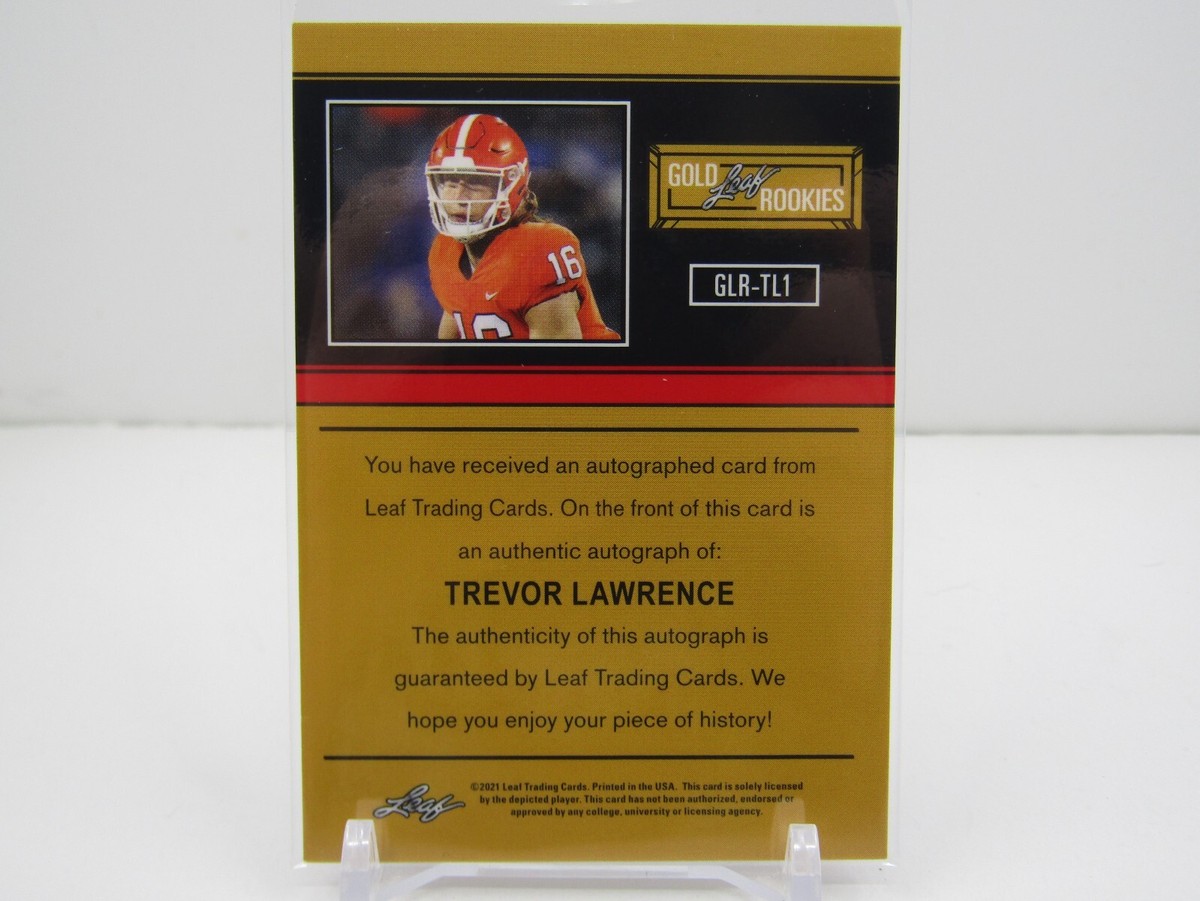 GOLD Leaf ROOKIES
GLR-TL1
16
16
You have received an autographed card from
Leaf Trading Cards. On the front of this card is
an authentic autograph of:
TREVOR LAWRENCE
The authenticity of this autograph is
guaranteed by Leaf Trading Cards. We
hope you enjoy your piece of history!
Leaf
©2021 Leaf Trading Cards. Printed in the USA. This card is solely licensed
by the depicted player. This card has not been authorized, endorsed or
approved by any college, university or licensing agency.